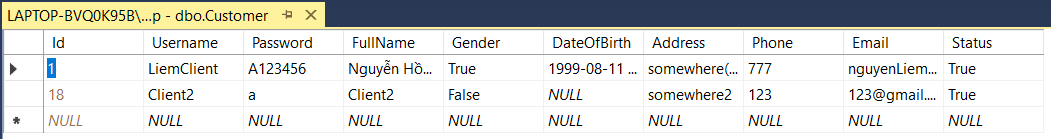 LAPTOP-BVQ0K95B\...p - dbo.Customer
Id Username Password FullName Gender DateOfBirth Address Phone Email Status
1 LiemClient A123456 Nguyễn Hồ... True 1999-08-11 ... somewhere(... 777 nguyenLiem... True
18 Client2 a Client2 False NULL somewhere2 123 123@gmail.... True
NULL NULL NULL NULL NULL NULL NULL NULL NULL NULL